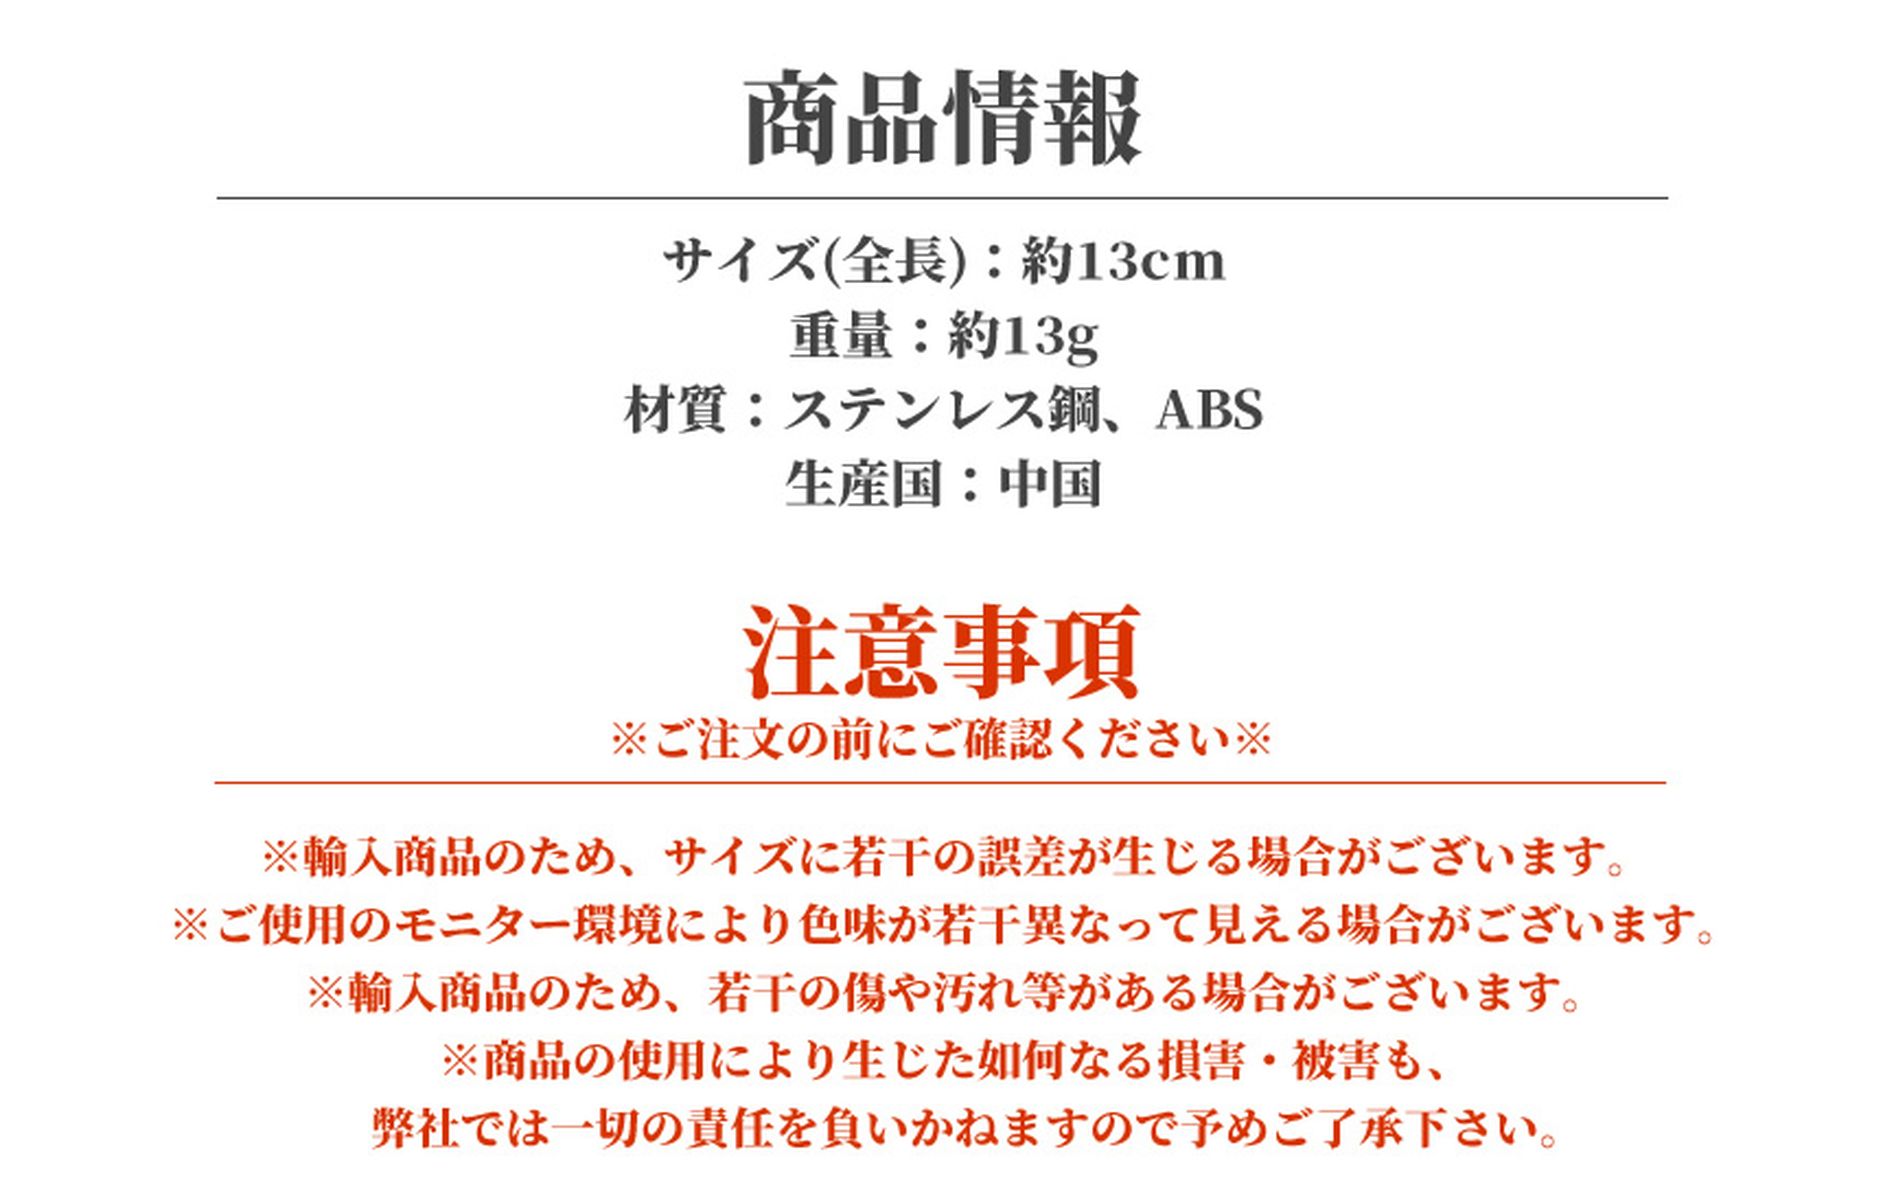 商品情報
サイズ(全長)：約13cm
重量：約13g
材質：ステンレス鋼、ABS
生産国：中国
注意事項
※ご注文の前にご確認ください※
※輸入商品のため、サイズに若干の誤差が生じる場合がございます。
※ご使用のモニター環境により色味が若干異なって見える場合がございます。
※輸入商品のため、若干の傷や汚れ等がある場合がございます。
※商品の使用により生じた如何なる損害・被害も、
弊社では一切の責任を負いかねますので予めご了承下さい。